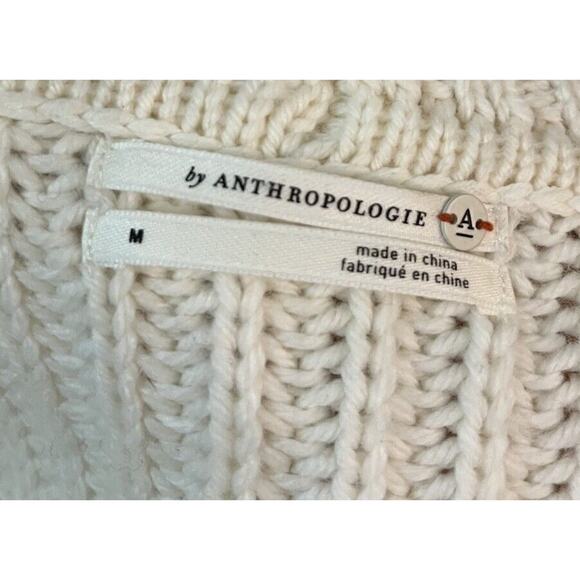 by ANTHROPOLOGIE
A
M
made in china
fabriqué en chine